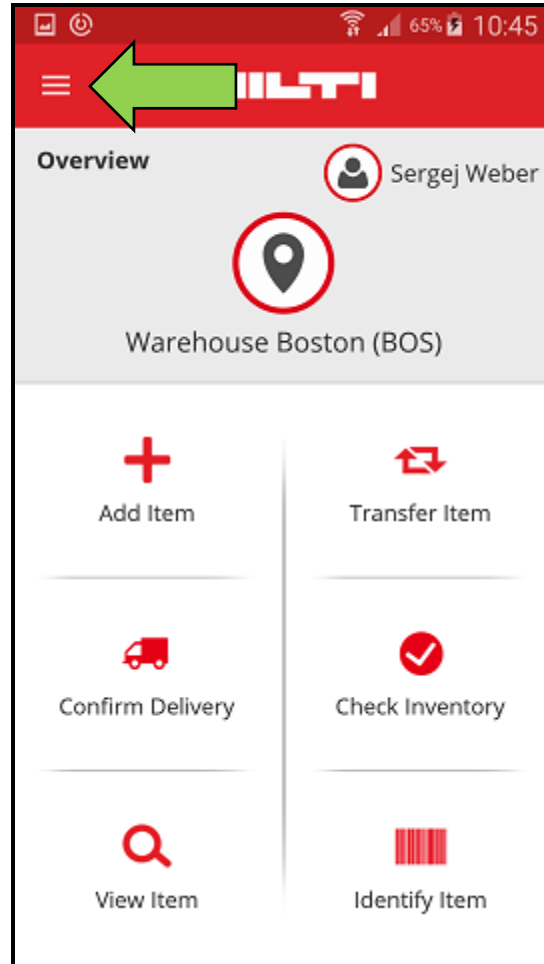 65% 10:45
HILTI
Overview
Sergej Weber
Warehouse Boston (BOS)
Add Item
Transfer Item
Confirm Delivery
Check Inventory
View Item
Identify Item